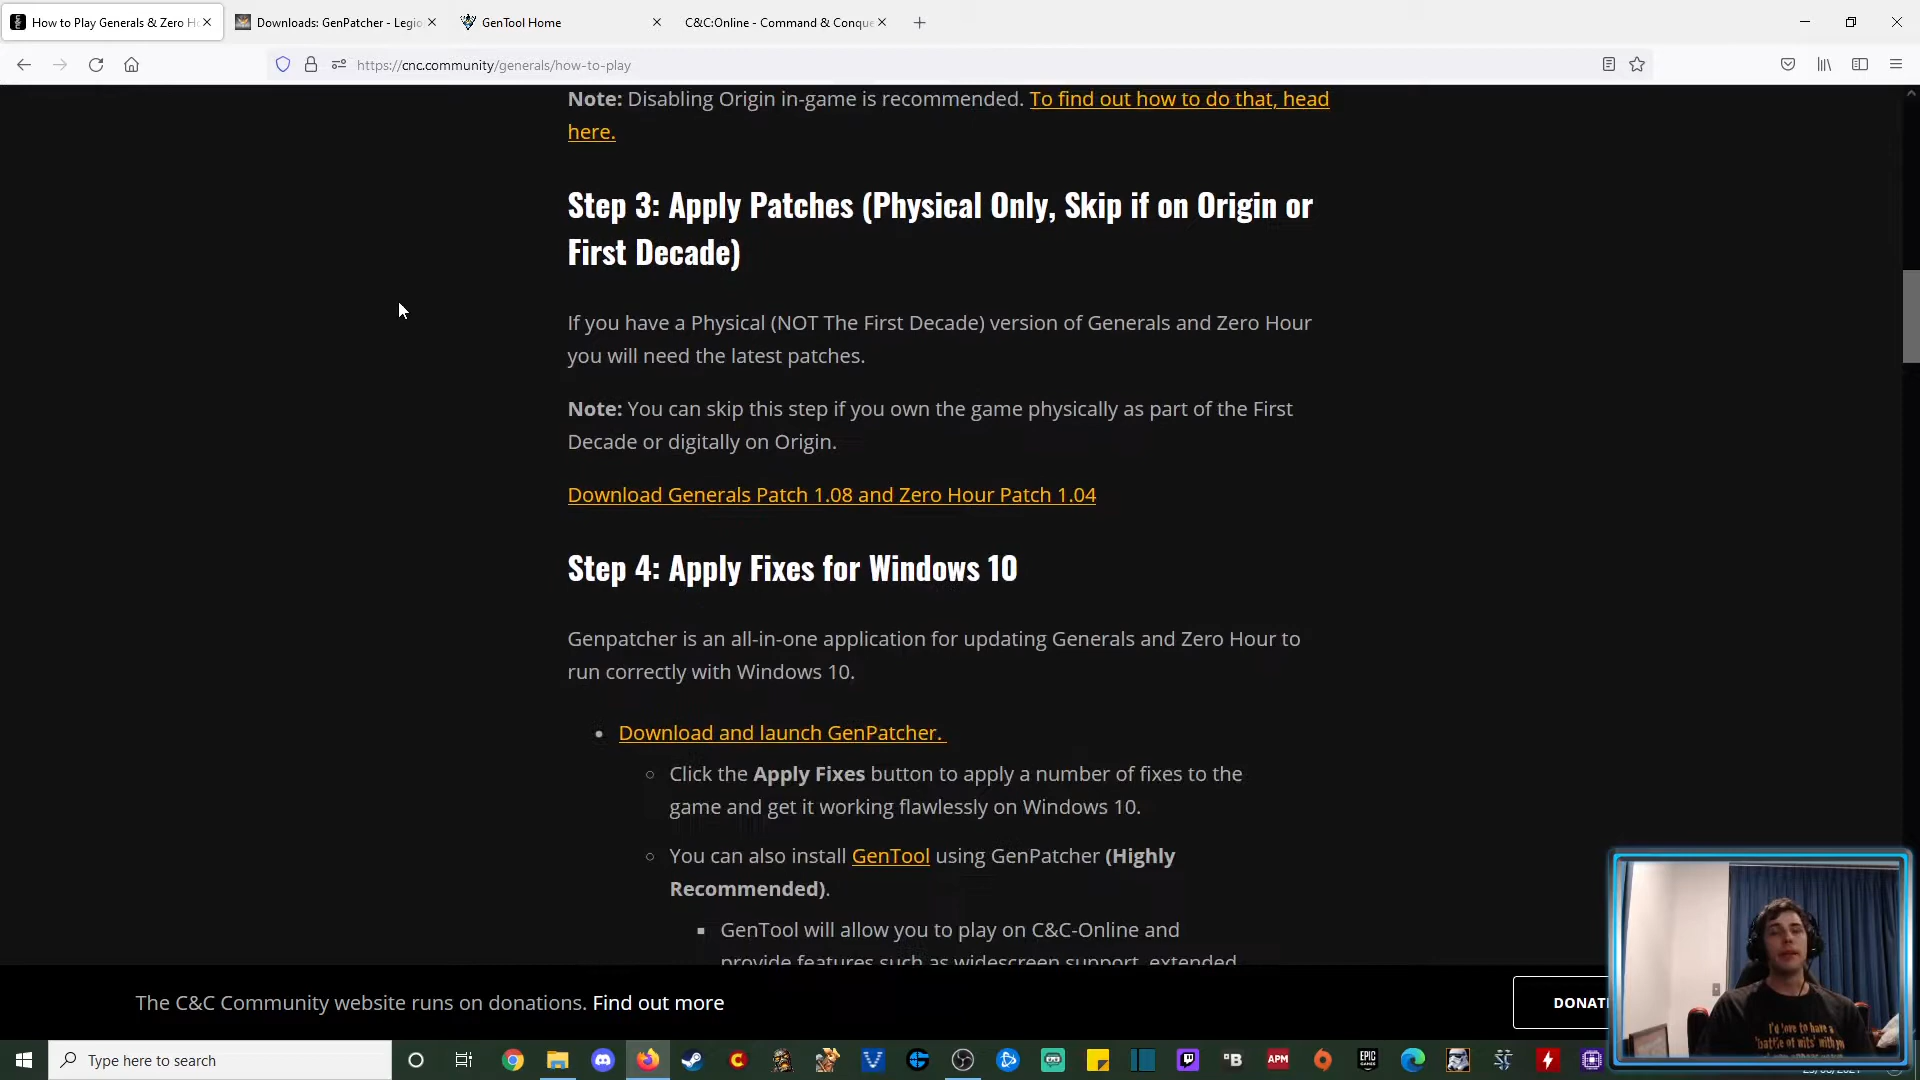 How to Play Generals & Zero H
Downloads: GenPatcher - Legio
GenTool Home
C&C:Online - Command & Conque
https://cnc.community/generals/how-to-play
Note: Disabling Origin in-game is recommended. To find out how to do that, head
here.
Step 3: Apply Patches (Physical Only, Skip if on Origin or
First Decade)
If you have a Physical (NOT The First Decade) version of Generals and Zero Hour
you will need the latest patches.
Note: You can skip this step if you own the game physically as part of the First
Decade or digitally on Origin.
Download Generals Patch 1.08 and Zero Hour Patch 1.04
Step 4: Apply Fixes for Windows 10
Genpatcher is an all-in-one application for updating Generals and Zero Hour to
run correctly with Windows 10.
Download and launch GenPatcher.
Click the Apply Fixes button to apply a number of fixes to the
game and get it working flawlessly on Windows 10.
You can also install GenTool using GenPatcher (Highly
Recommended).
GenTool will allow you to play on C&C-Online and
provide features such as widescreen support, extended
The C&C Community website runs on donations. Find out more
DONAT
I'd love to have a
'battle of wits' with you
Type here to search
B
APM
EPIC
GAMES